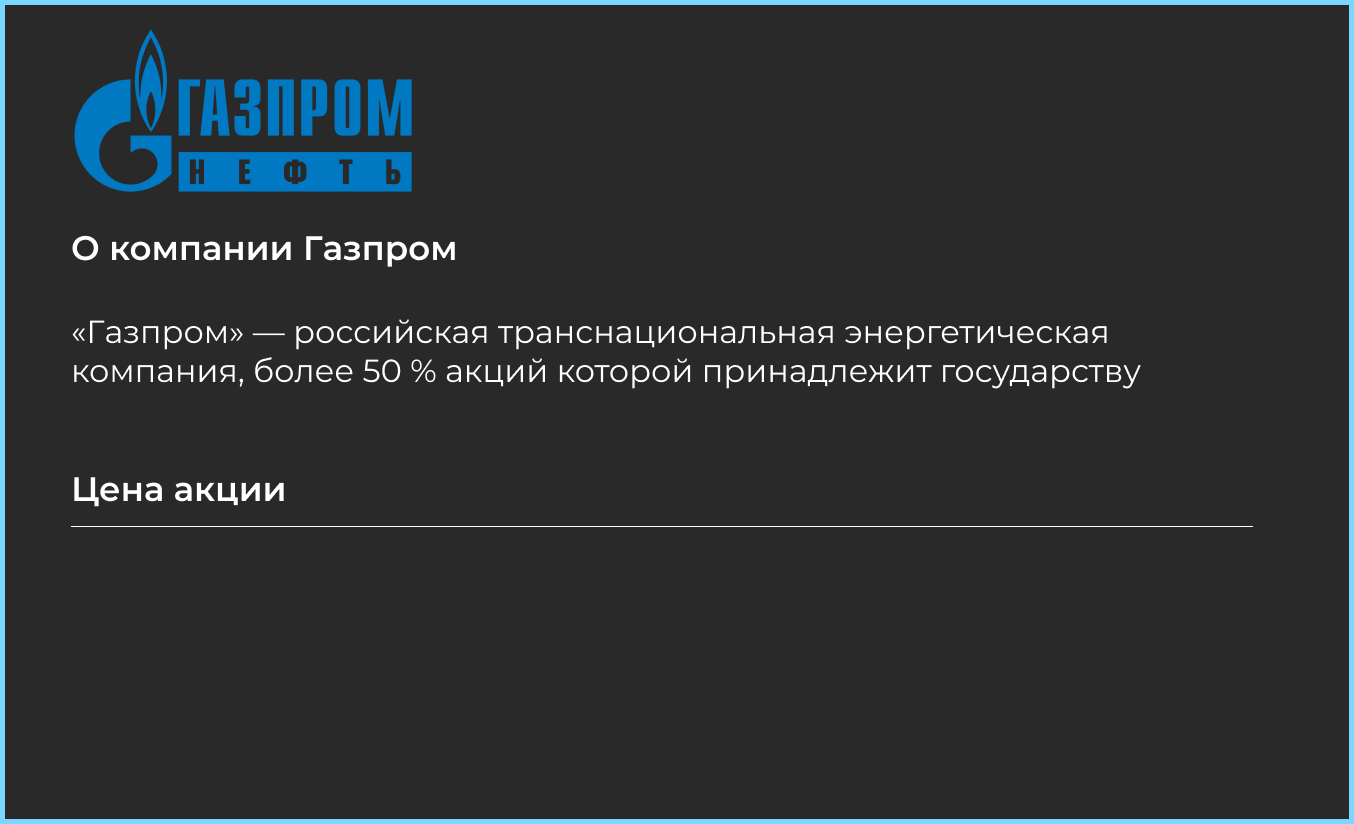 ГАЗПРОМ
НЕФТЬ
О компании Газпром
«Газпром» — российская транснациональная энергетическая
компания, более 50 % акций которой принадлежит государству
Цена акции